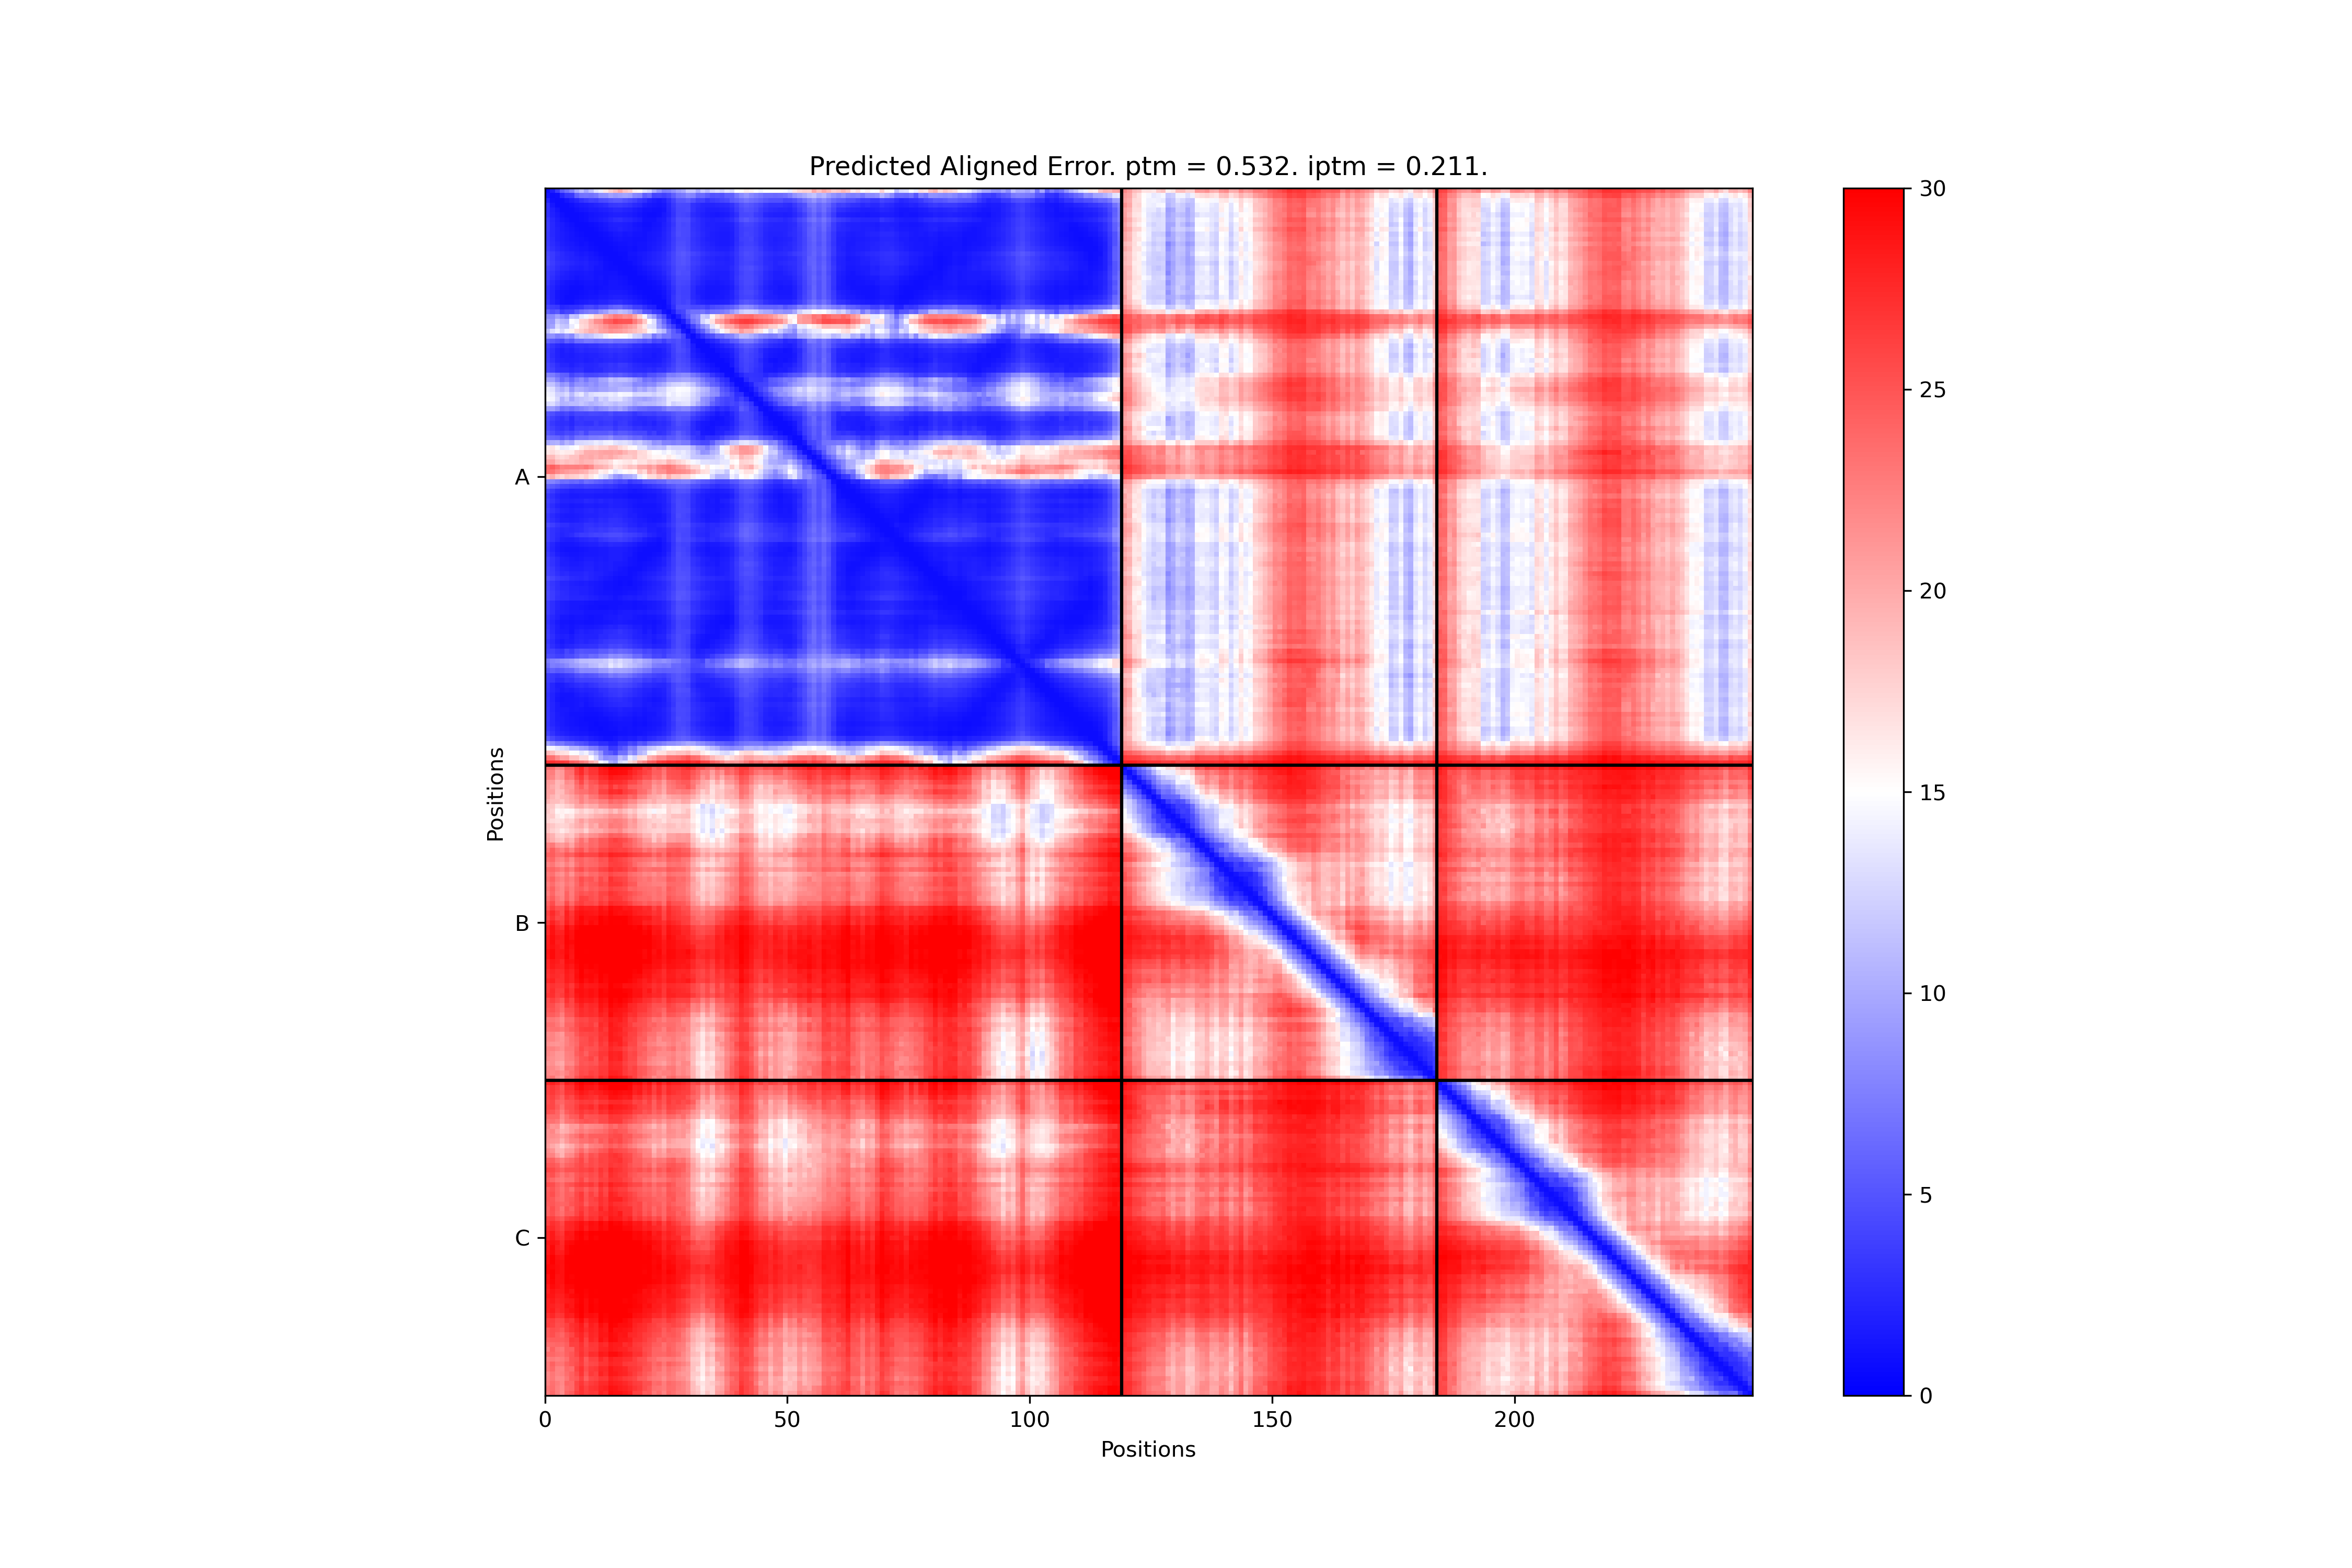 Predicted Aligned Error. ptm = 0.532. iptm = 0.211.
A
B
C
Positions
0 50 100 150 200
Positions
30
25
20
15
10
5
0